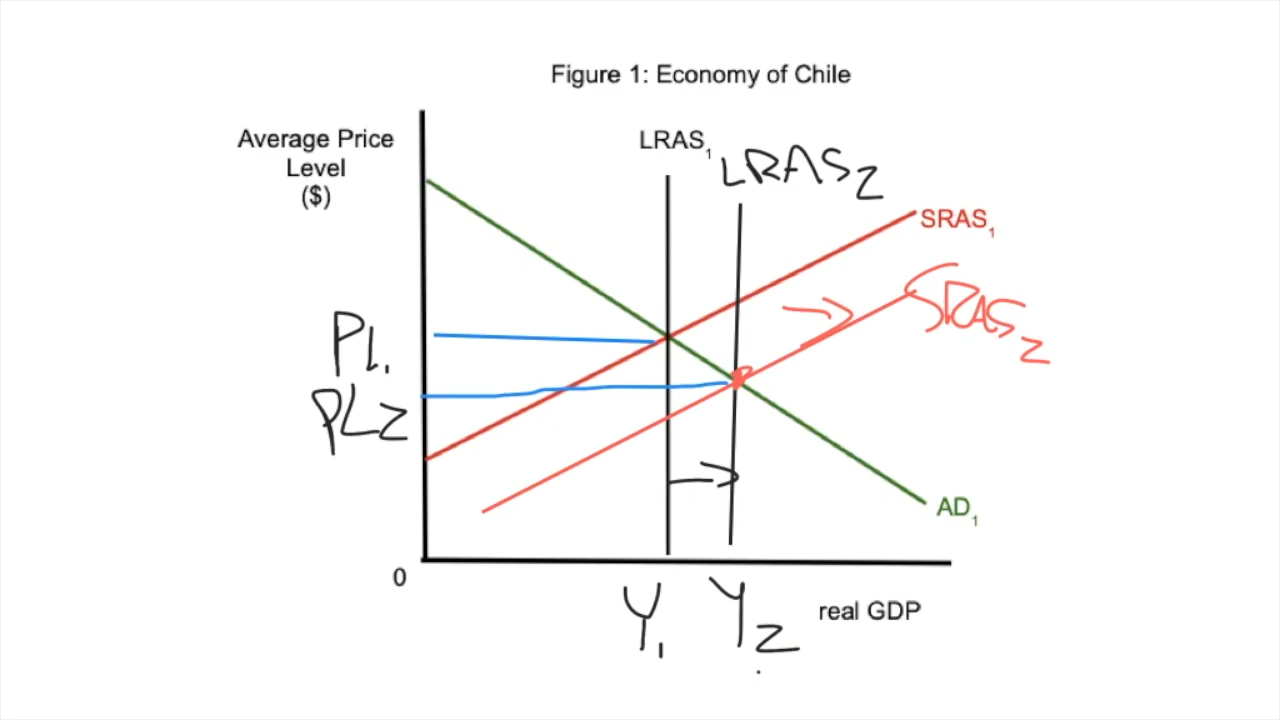 Figure 1: Economy of Chile
Average Price
Level
($)
LRAS1
LRAS2
SRAS1
SRAS2
PL1
PL2
AD1
0
Y1
Y2
real GDP